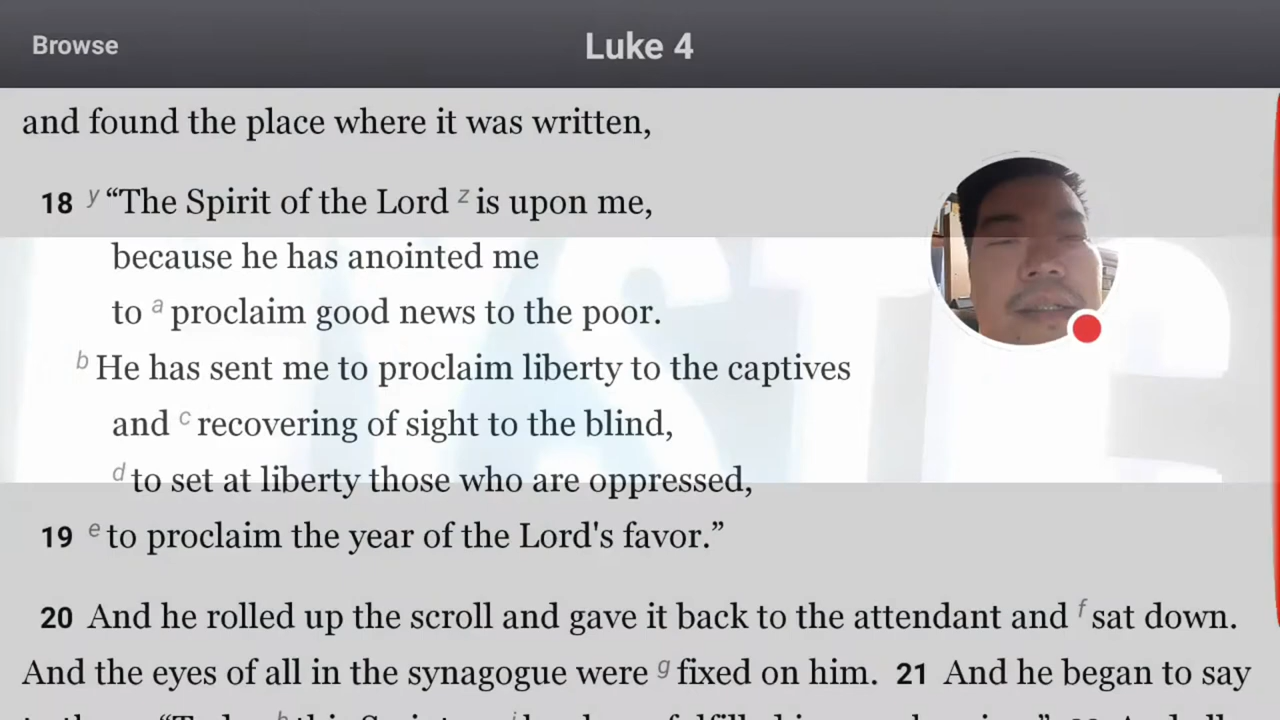 Browse
Luke 4
and found the place where it was written,
18 y “The Spirit of the Lord z is upon me,
because he has anointed me
to a proclaim good news to the poor.
b He has sent me to proclaim liberty to the captives
and c recovering of sight to the blind,
d to set at liberty those who are oppressed,
19 e to proclaim the year of the Lord's favor.”
20 And he rolled up the scroll and gave it back to the attendant and f sat down.
And the eyes of all in the synagogue were g fixed on him. 21 And he began to say